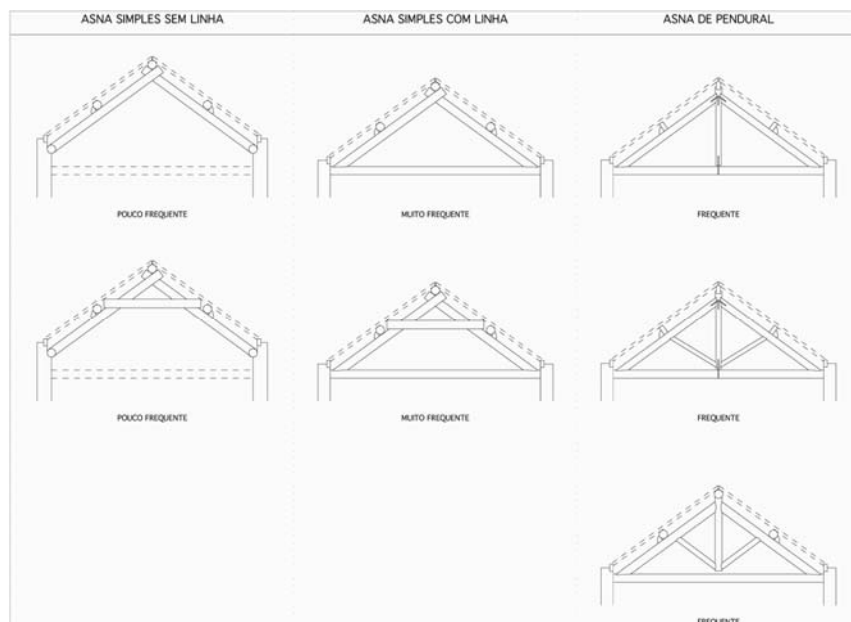 ASNA SIMPLES SEM LINHA ASNA SIMPLES COM LINHA ASNA DE PENDURAL
POUCO FREQUENTE MUITO FREQUENTE FREQUENTE
POUCO FREQUENTE MUITO FREQUENTE FREQUENTE
FREQUENTE